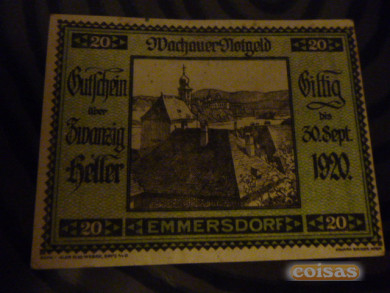 20 Wachauer Notgeld 20
Gutschein
über
Zwanzig
Heller
Giltig
bis
30. Sept.
1920.
20 EMMERSDORF 20
coisas